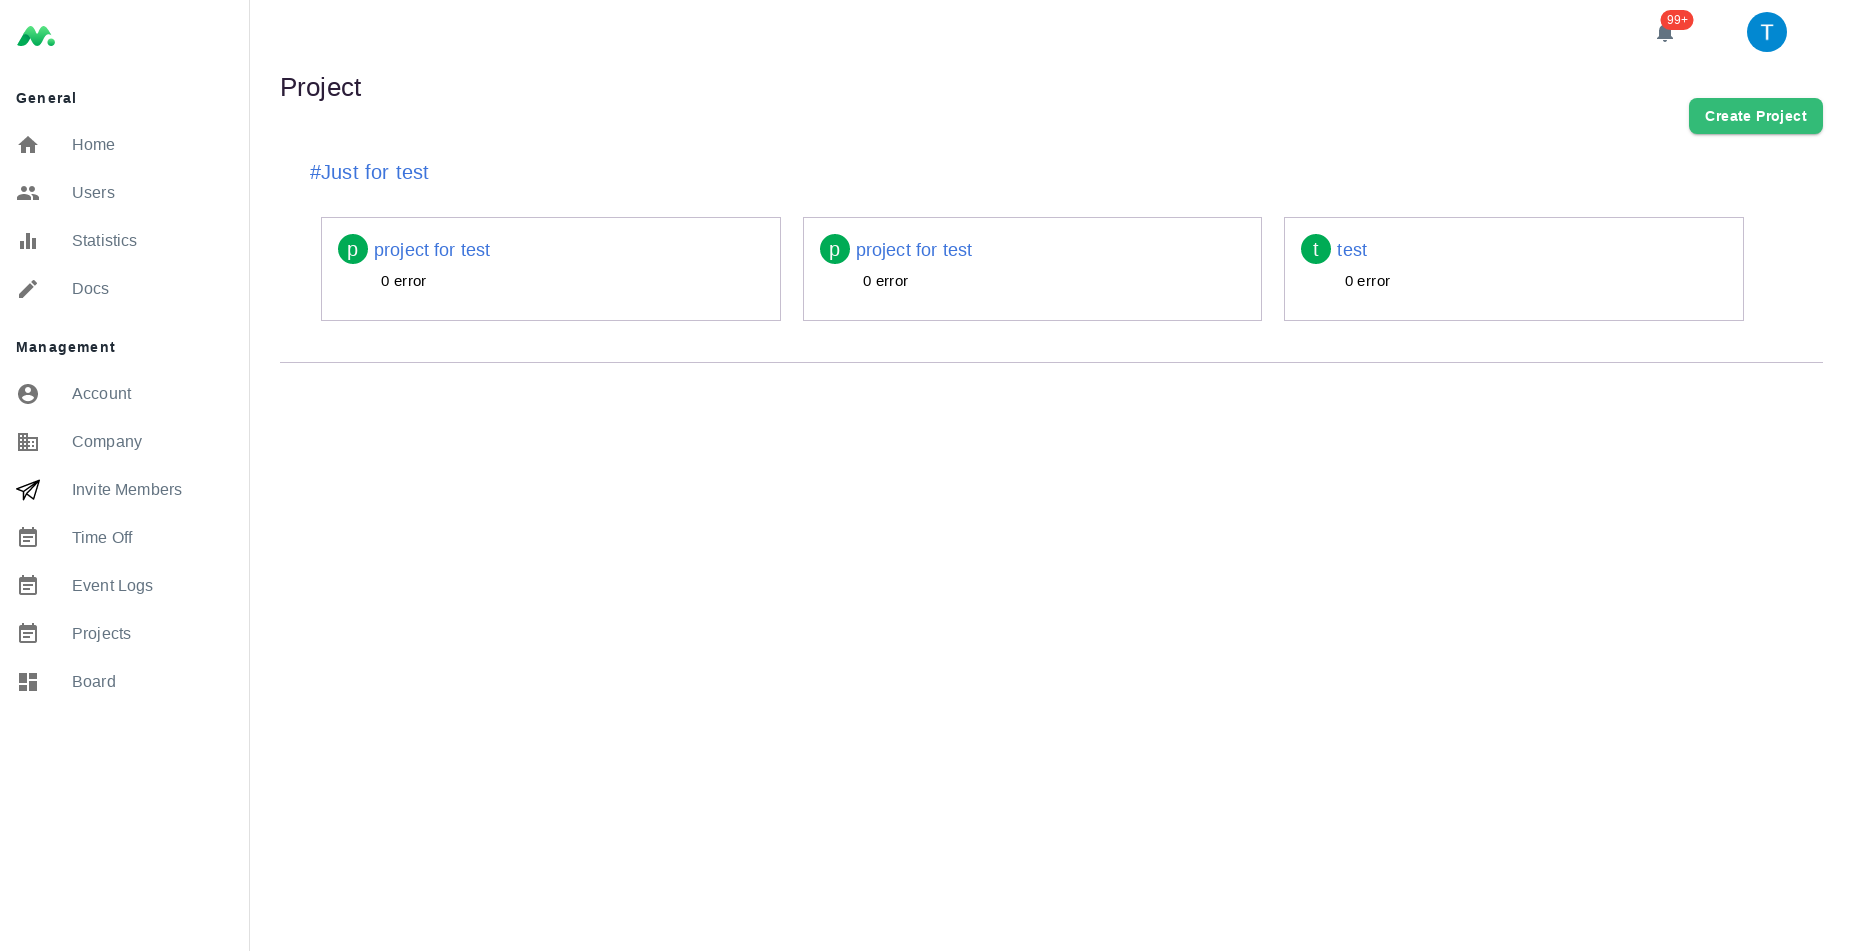 99+
T
General
Home
Users
Statistics
Docs
Management
Account
Company
Invite Members
Time Off
Event Logs
Projects
Board
Project
Create Project
#Just for test
p project for test
0 error
p project for test
0 error
t test
0 error